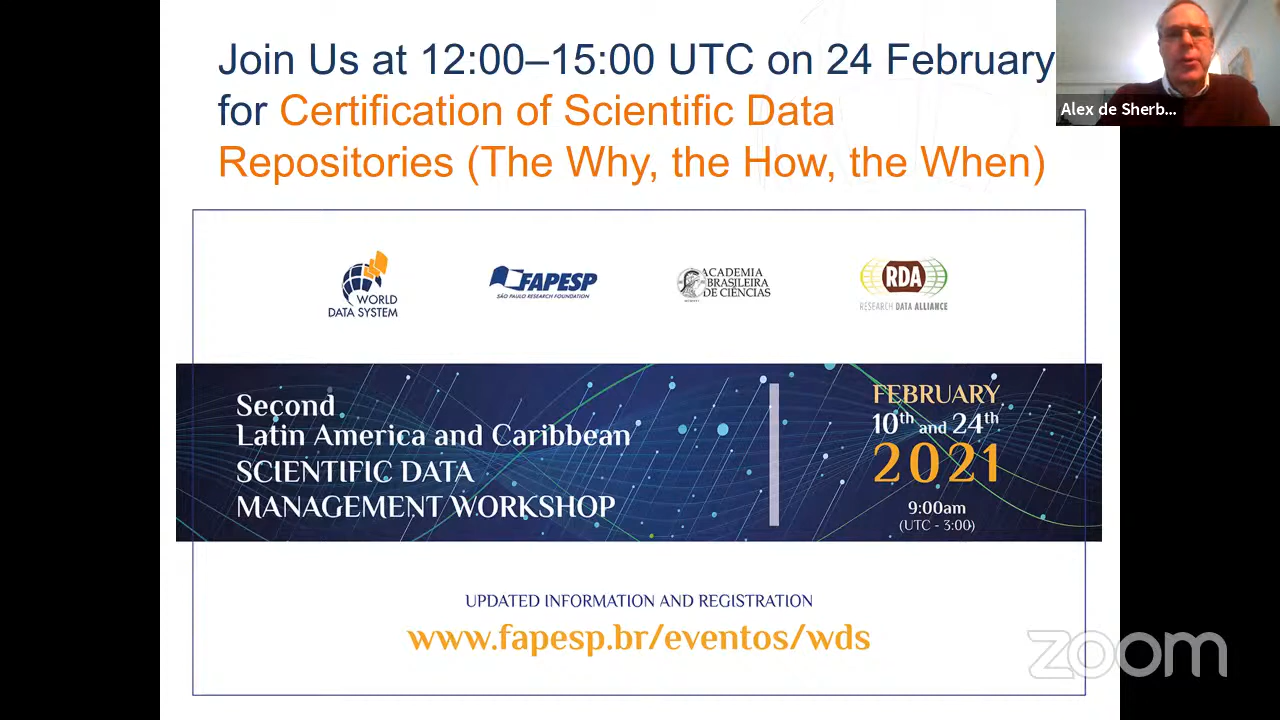 Join Us at 12:00–15:00 UTC on 24 February
for Certification of Scientific Data
Repositories (The Why, the How, the When)
Alex de Sherb...
WORLD
DATA SYSTEM
FAPESP
SÃO PAULO RESEARCH FOUNDATION
ACADEMIA
BRASILEIRA
DE CIÊNCIAS
RDA
RESEARCH DATA ALLIANCE
Second
Latin America and Caribbean
SCIENTIFIC DATA
MANAGEMENT WORKSHOP
FEBRUARY
10th and 24th
2021
9:00am
(UTC - 3:00)
UPDATED INFORMATION AND REGISTRATION
www.fapesp.br/eventos/wds
zoom